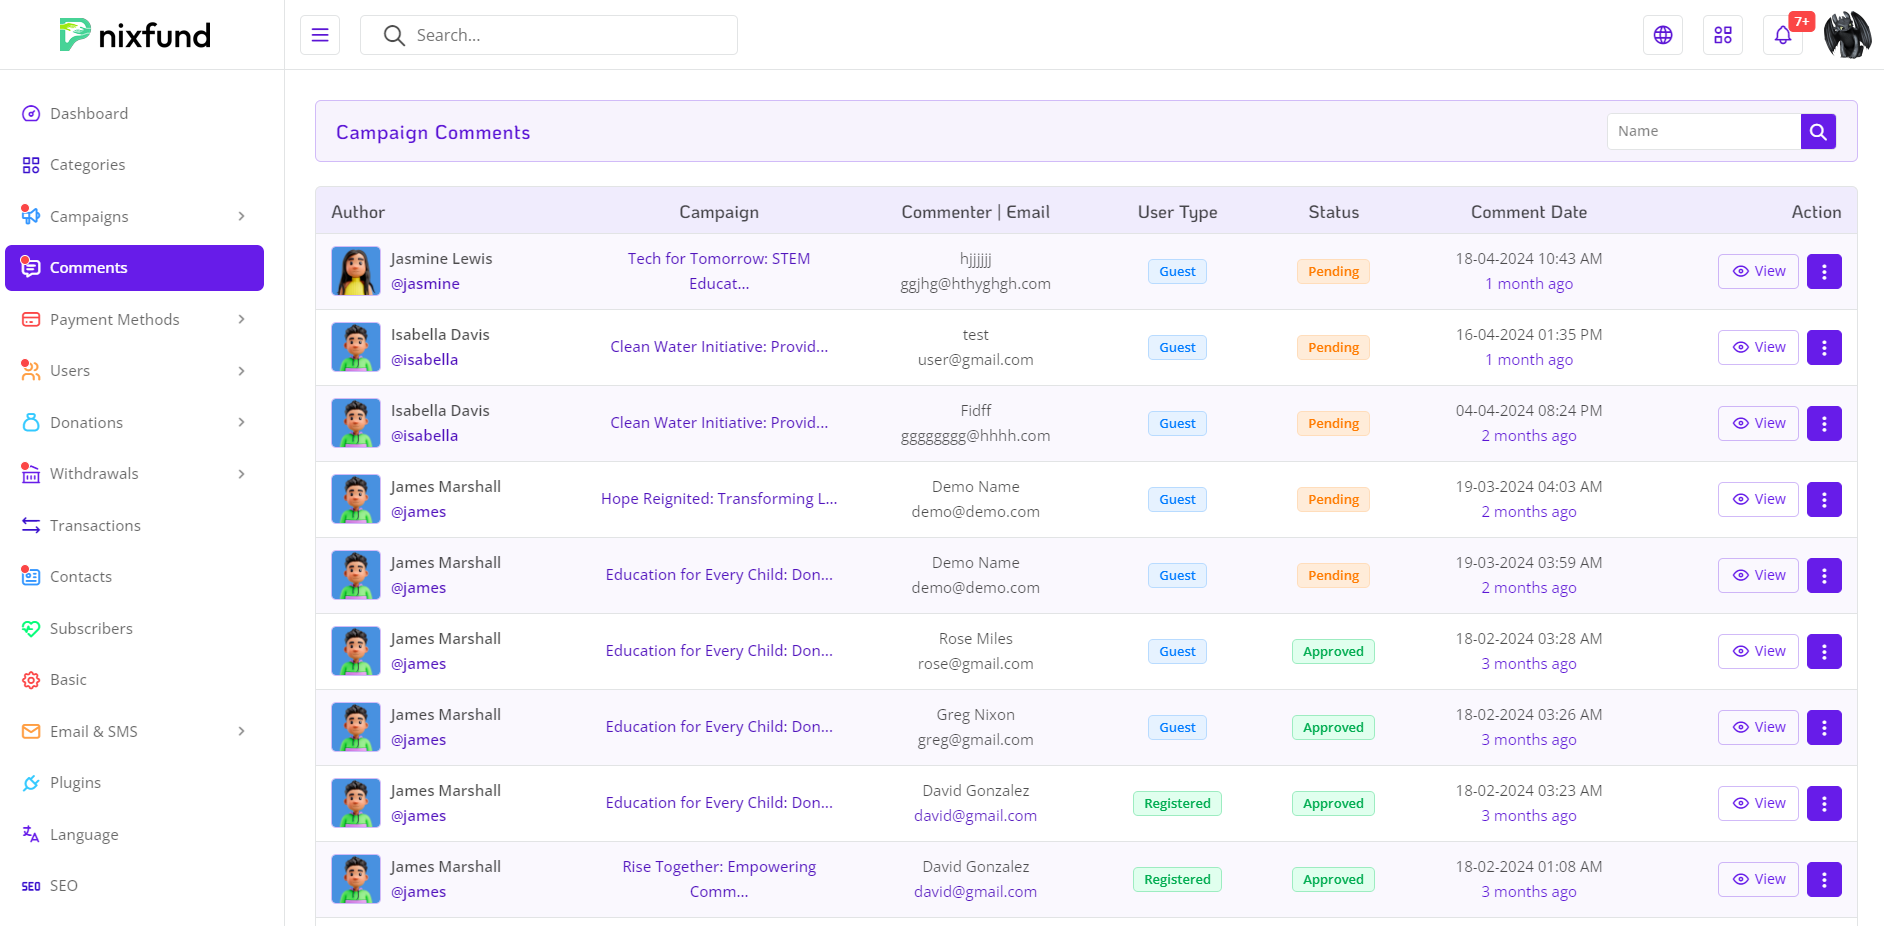 nixfund
Search...
7+
Dashboard
Categories
Campaigns
Comments
Payment Methods
Users
Donations
Withdrawals
Transactions
Contacts
Subscribers
Basic
Email & SMS
Plugins
Language
SEO SEO
Campaign Comments
Name
Author Campaign Commenter | Email User Type Status Comment Date Action
Jasmine Lewis
@jasmine
Tech for Tomorrow: STEM
Educat...
hjjjjjj
ggjhg@hthyghgh.com
Guest
Pending
18-04-2024 10:43 AM
1 month ago
View
Isabella Davis
@isabella
Clean Water Initiative: Provid...
test
user@gmail.com
Guest
Pending
16-04-2024 01:35 PM
1 month ago
View
Isabella Davis
@isabella
Clean Water Initiative: Provid...
Fidff
ggggggggg@hhhh.com
Guest
Pending
04-04-2024 08:24 PM
2 months ago
View
James Marshall
@james
Hope Reignited: Transforming L...
Demo Name
demo@demo.com
Guest
Pending
19-03-2024 04:03 AM
2 months ago
View
James Marshall
@james
Education for Every Child: Don...
Demo Name
demo@demo.com
Guest
Pending
19-03-2024 03:59 AM
2 months ago
View
James Marshall
@james
Education for Every Child: Don...
Rose Miles
rose@gmail.com
Guest
Approved
18-02-2024 03:28 AM
3 months ago
View
James Marshall
@james
Education for Every Child: Don...
Greg Nixon
greg@gmail.com
Guest
Approved
18-02-2024 03:26 AM
3 months ago
View
James Marshall
@james
Education for Every Child: Don...
David Gonzalez
david@gmail.com
Registered
Approved
18-02-2024 03:23 AM
3 months ago
View
James Marshall
@james
Rise Together: Empowering
Comm...
David Gonzalez
david@gmail.com
Registered
Approved
18-02-2024 01:08 AM
3 months ago
View